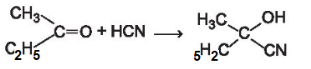 CH₃ H₃C OH
C=O + HCN ⟶ C
C₂H₅ ₅H₂C CN